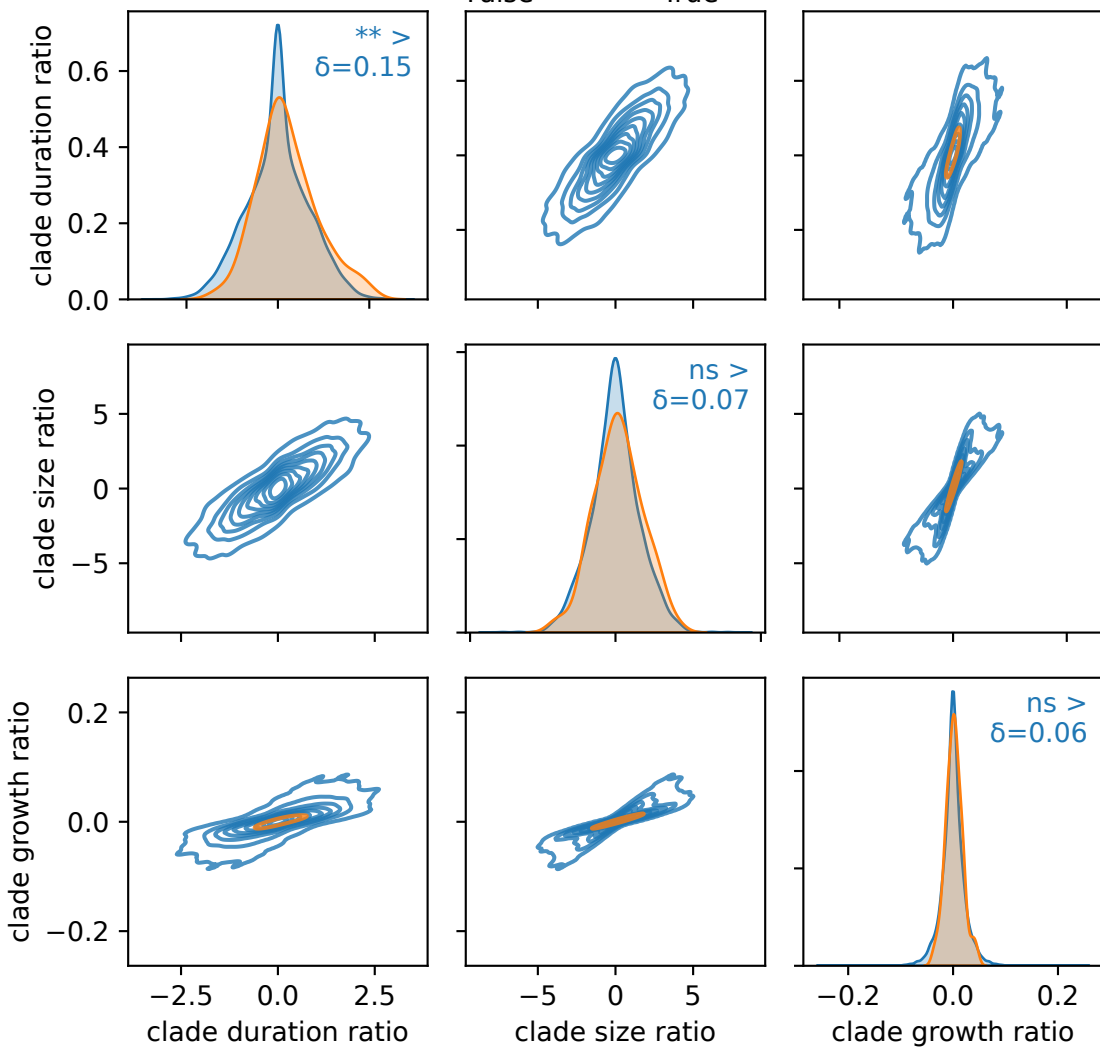 clade duration ratio
0.6
0.4
0.2
0.0
** >
δ=0.15
clade size ratio
5
0
−5
ns >
δ=0.07
clade growth ratio
0.2
0.0
−0.2
ns >
δ=0.06
−2.5 0.0 2.5
−5 0 5
−0.2 0.0 0.2
clade duration ratio
clade size ratio
clade growth ratio